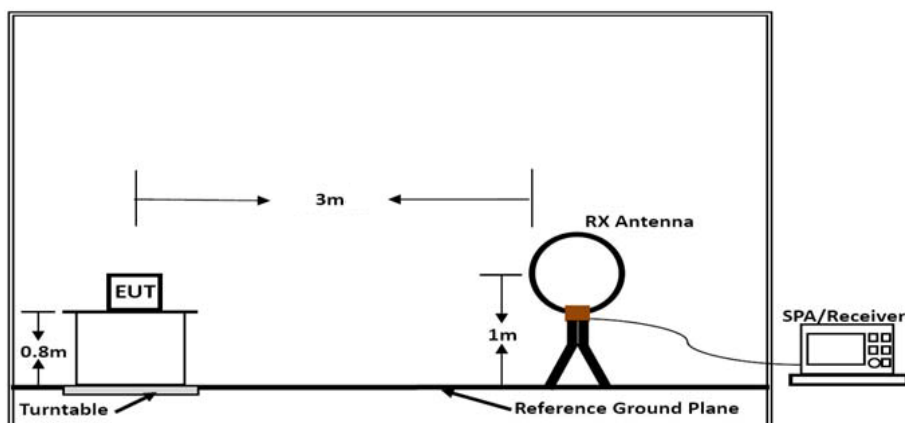 3m
RX Antenna
EUT
SPA/Receiver
0.8m
1m
Turntable
Reference Ground Plane